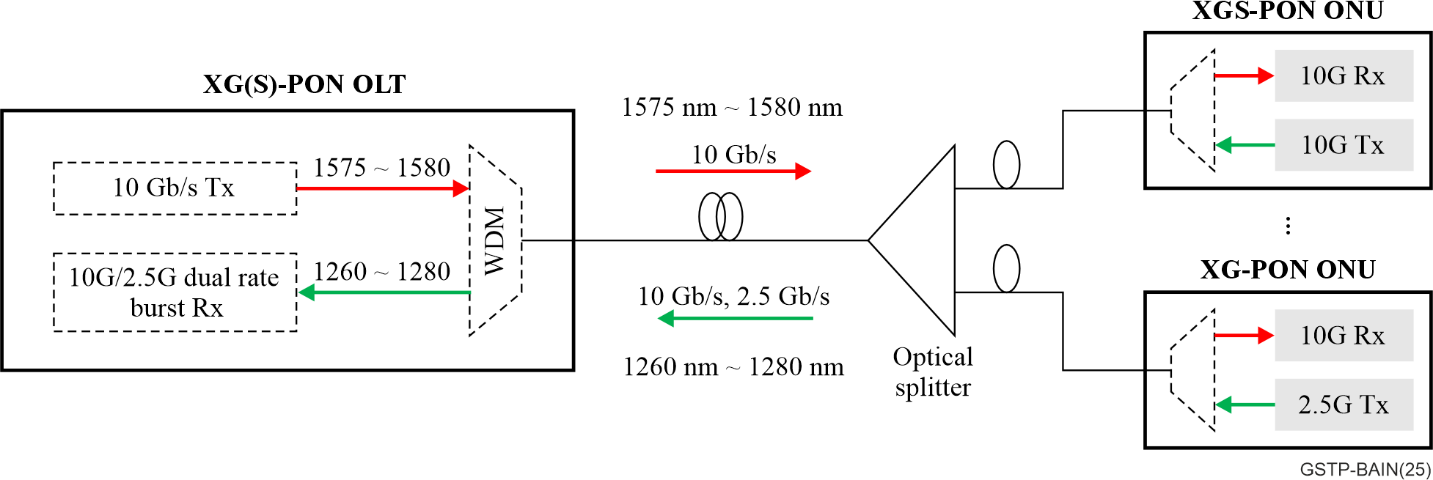 XG(S)-PON OLT
10 Gb/s Tx
1575 ~ 1580
10G/2.5G dual rate
burst Rx
1260 ~ 1280
WDM
1575 nm ~ 1580 nm
10 Gb/s
10 Gb/s, 2.5 Gb/s
1260 nm ~ 1280 nm
Optical
splitter
XGS-PON ONU
10G Rx
10G Tx
...
XG-PON ONU
10G Rx
2.5G Tx
GSTP-BAIN(25)